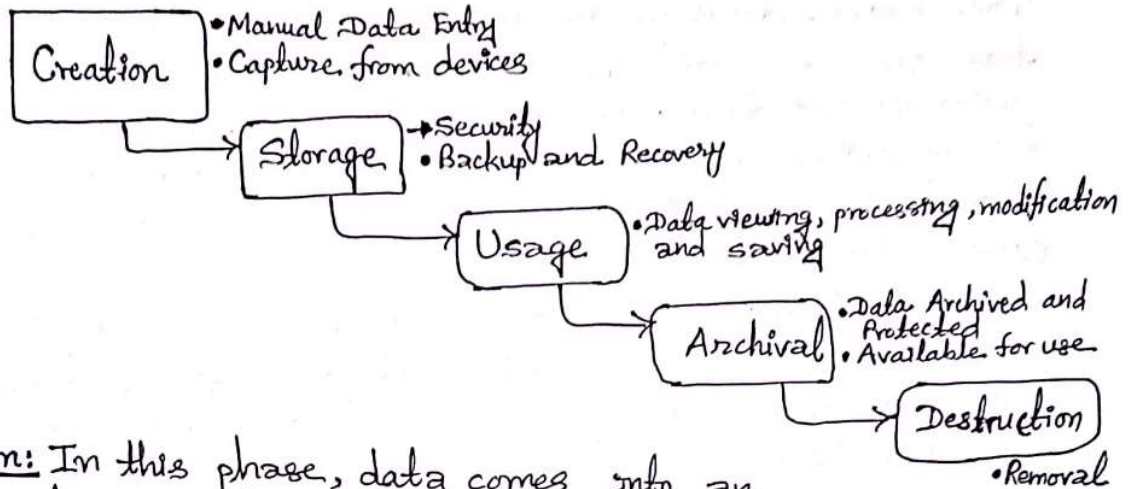 Creation
• Manual Data Entry
• Capture from devices
Storage
→ Security
• Backup and Recovery
Usage
• Data viewing, processing, modification
and saving
Archival
• Data Archived and
Protected
• Available for use
Destruction
• Removal
n: In this phase, data comes into an